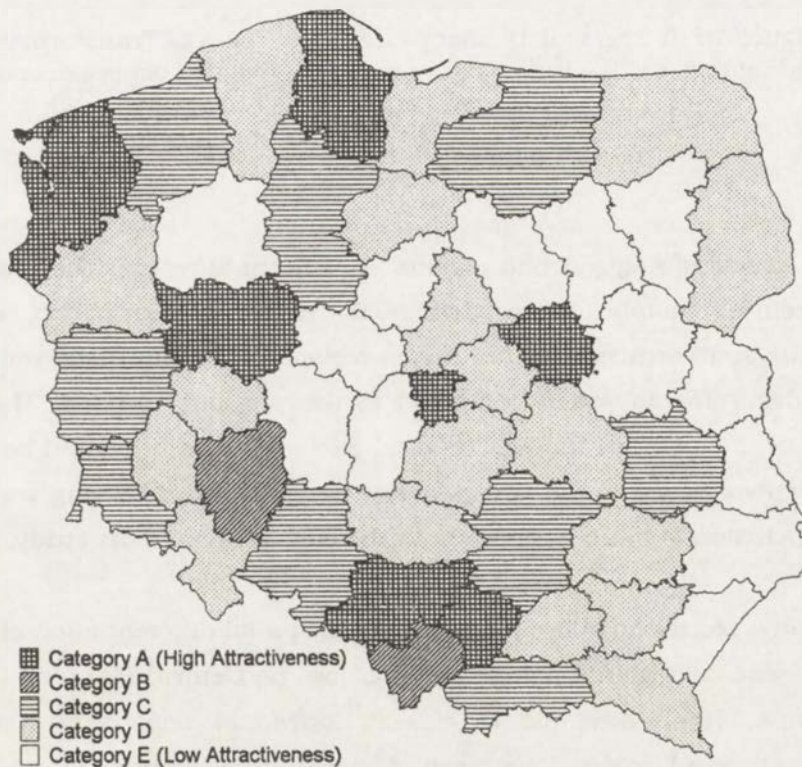 Category A (High Attractiveness)
Category B
Category C
Category D
Category E (Low Attractiveness)